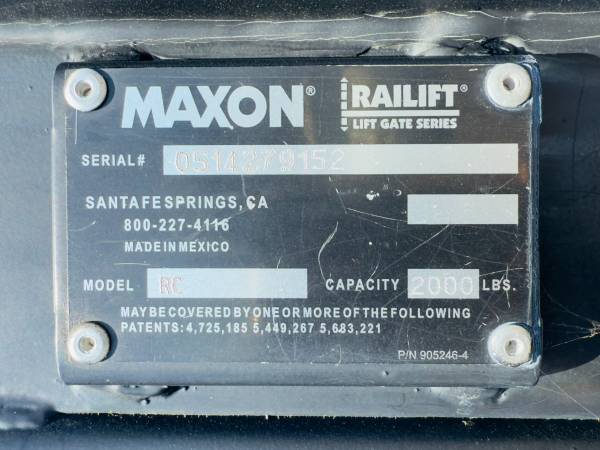 MAXON®
RAILIFT®
LIFT GATE SERIES
SERIAL# 0514279152
SANTA FE SPRINGS, CA
800-227-4116
MADE IN MEXICO
MODEL RC CAPACITY 2000 LBS.
MAY BE COVERED BY ONE OR MORE OF THE FOLLOWING
PATENTS: 4,725,185 5,449,267 5,683,221
P/N 905246-4